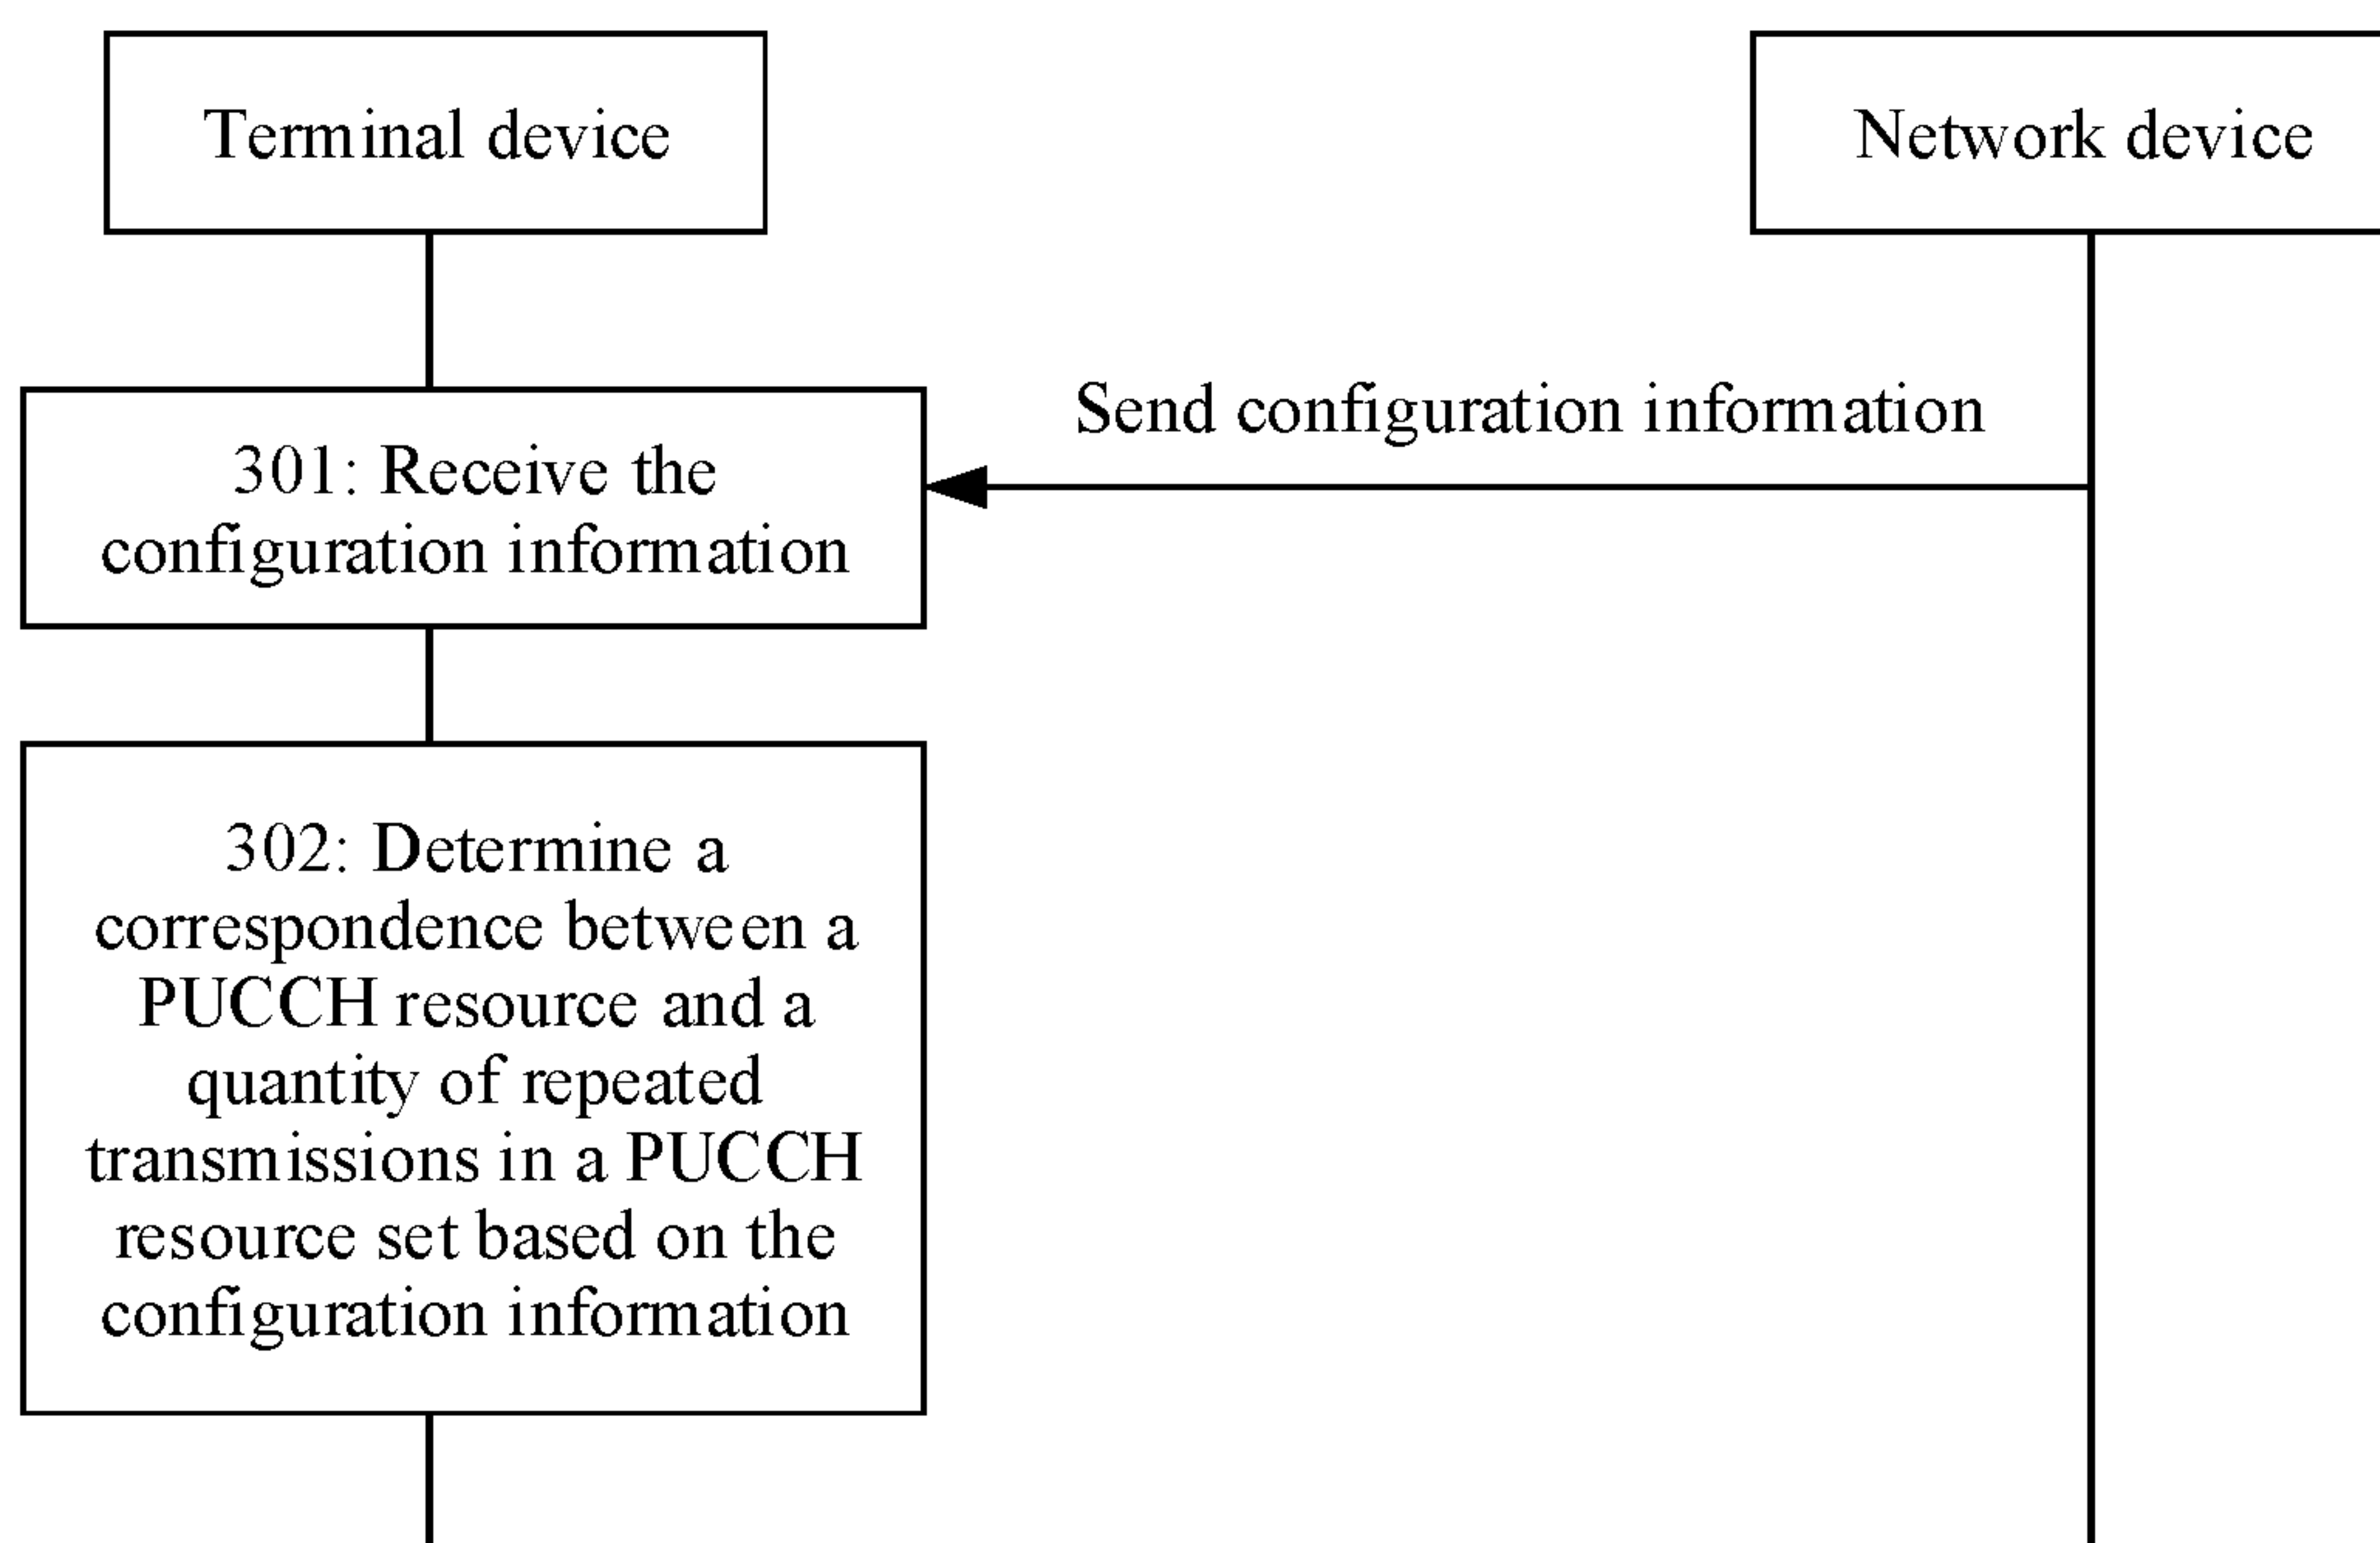 Terminal device
Network device
Send configuration information
301: Receive the
configuration information
302: Determine a
correspondence between a
PUCCH resource and a
quantity of repeated
transmissions in a PUCCH
resource set based on the
configuration information